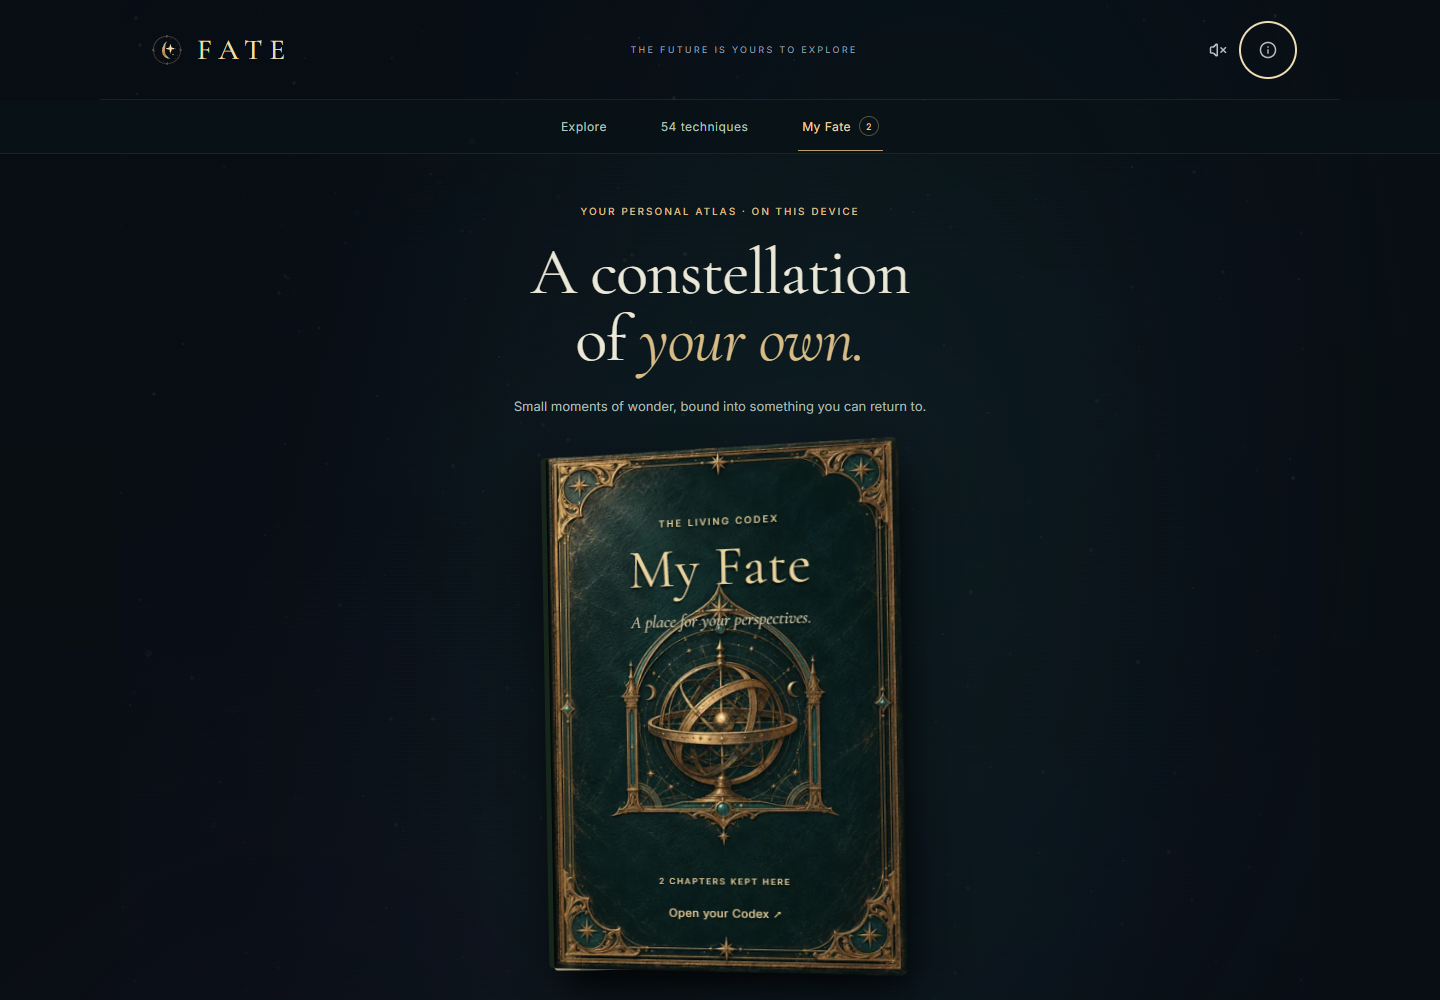 FATE
THE FUTURE IS YOURS TO EXPLORE
Explore
54 techniques
My Fate 2
YOUR PERSONAL ATLAS · ON THIS DEVICE
A constellation
of your own.
Small moments of wonder, bound into something you can return to.
THE LIVING CODEX
My Fate
A place for your perspectives.
2 CHAPTERS KEPT HERE
Open your Codex ↗